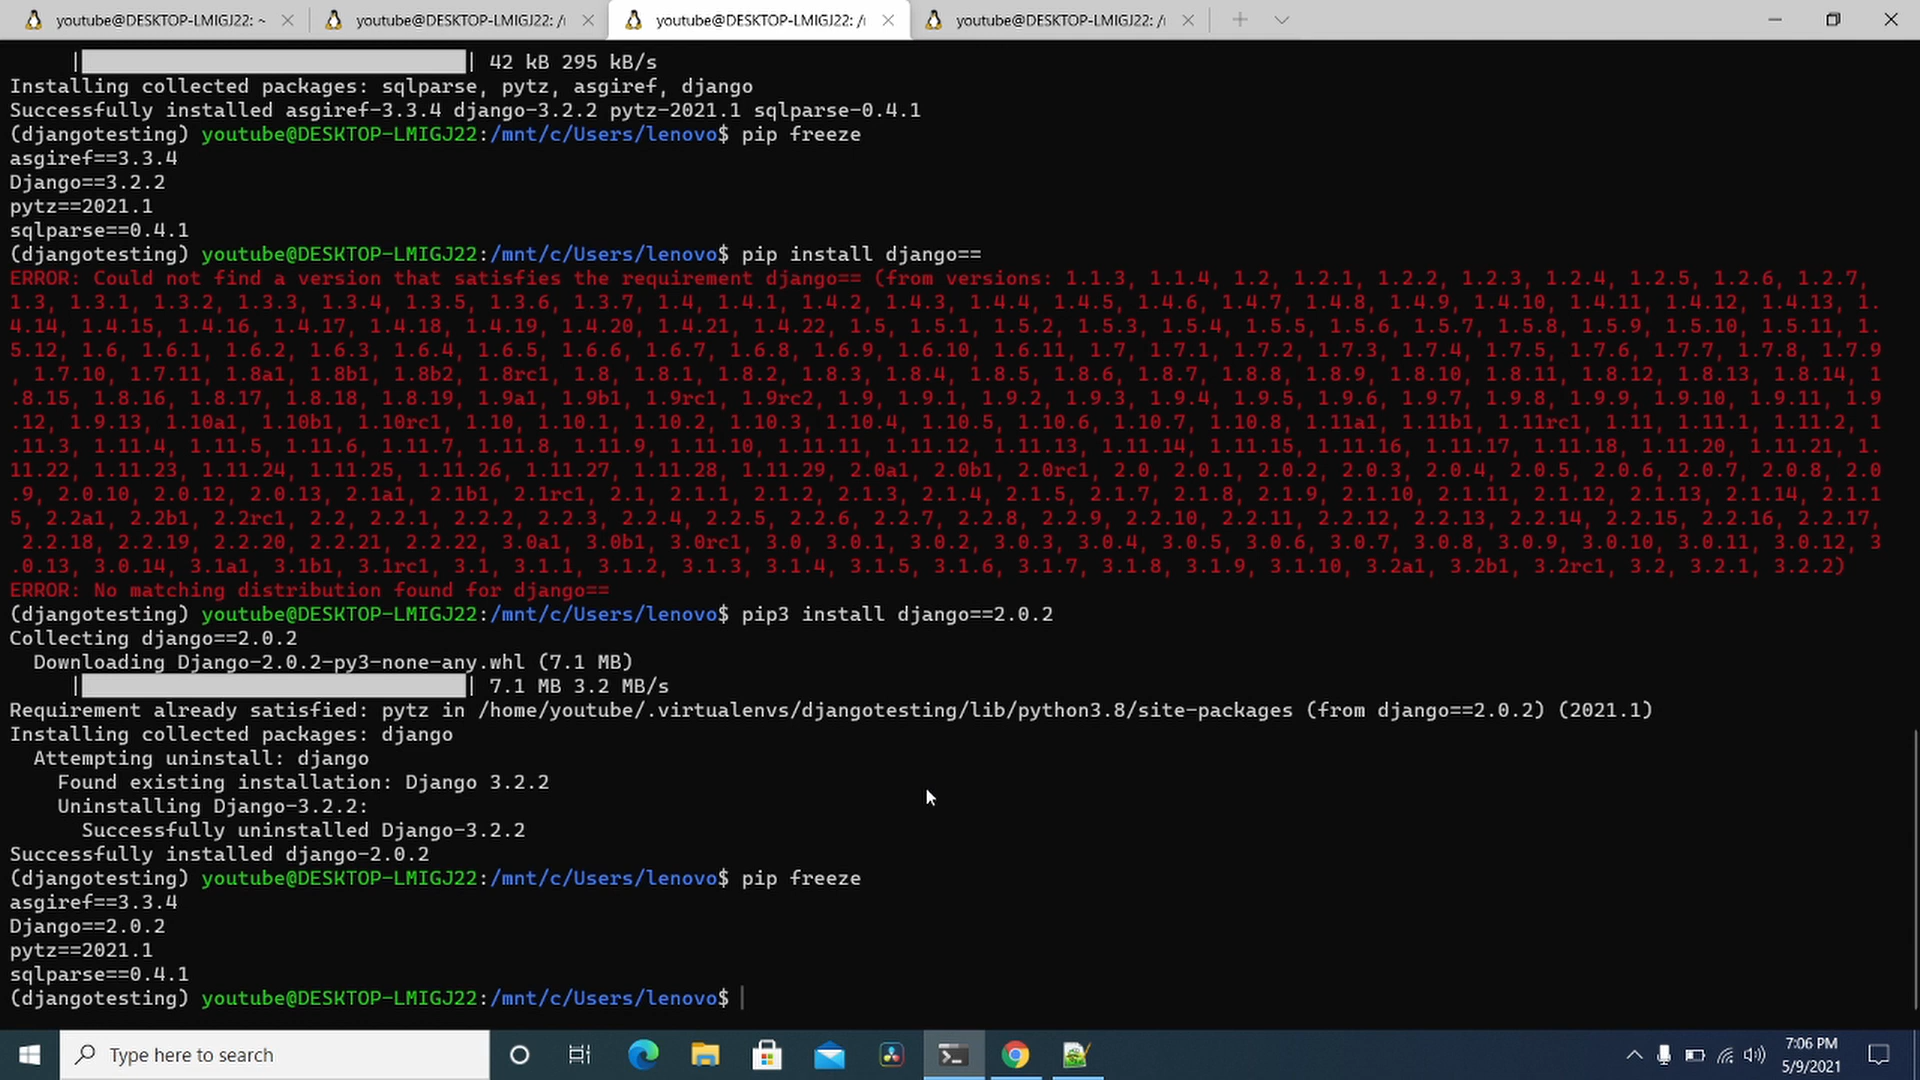 youtube@DESKTOP-LMIGJ22: ~
youtube@DESKTOP-LMIGJ22: /
youtube@DESKTOP-LMIGJ22: /
youtube@DESKTOP-LMIGJ22: /
| | 42 kB 295 kB/s
Installing collected packages: sqlparse, pytz, asgiref, django
Successfully installed asgiref-3.3.4 django-3.2.2 pytz-2021.1 sqlparse-0.4.1
(djangotesting) youtube@DESKTOP-LMIGJ22:/mnt/c/Users/lenovo$ pip freeze
asgiref==3.3.4
Django==3.2.2
pytz==2021.1
sqlparse==0.4.1
(djangotesting) youtube@DESKTOP-LMIGJ22:/mnt/c/Users/lenovo$ pip install django==
ERROR: Could not find a version that satisfies the requirement django== (from versions: 1.1.3, 1.1.4, 1.2, 1.2.1, 1.2.2, 1.2.3, 1.2.4, 1.2.5, 1.2.6, 1.2.7,
1.3, 1.3.1, 1.3.2, 1.3.3, 1.3.4, 1.3.5, 1.3.6, 1.3.7, 1.4, 1.4.1, 1.4.2, 1.4.3, 1.4.4, 1.4.5, 1.4.6, 1.4.7, 1.4.8, 1.4.9, 1.4.10, 1.4.11, 1.4.12, 1.4.13, 1.
4.14, 1.4.15, 1.4.16, 1.4.17, 1.4.18, 1.4.19, 1.4.20, 1.4.21, 1.4.22, 1.5, 1.5.1, 1.5.2, 1.5.3, 1.5.4, 1.5.5, 1.5.6, 1.5.7, 1.5.8, 1.5.9, 1.5.10, 1.5.11, 1.
5.12, 1.6, 1.6.1, 1.6.2, 1.6.3, 1.6.4, 1.6.5, 1.6.6, 1.6.7, 1.6.8, 1.6.9, 1.6.10, 1.6.11, 1.7, 1.7.1, 1.7.2, 1.7.3, 1.7.4, 1.7.5, 1.7.6, 1.7.7, 1.7.8, 1.7.9
, 1.7.10, 1.7.11, 1.8a1, 1.8b1, 1.8b2, 1.8rc1, 1.8, 1.8.1, 1.8.2, 1.8.3, 1.8.4, 1.8.5, 1.8.6, 1.8.7, 1.8.8, 1.8.9, 1.8.10, 1.8.11, 1.8.12, 1.8.13, 1.8.14, 1
.8.15, 1.8.16, 1.8.17, 1.8.18, 1.8.19, 1.9a1, 1.9b1, 1.9rc1, 1.9rc2, 1.9, 1.9.1, 1.9.2, 1.9.3, 1.9.4, 1.9.5, 1.9.6, 1.9.7, 1.9.8, 1.9.9, 1.9.10, 1.9.11, 1.9
.12, 1.9.13, 1.10a1, 1.10b1, 1.10rc1, 1.10, 1.10.1, 1.10.2, 1.10.3, 1.10.4, 1.10.5, 1.10.6, 1.10.7, 1.10.8, 1.11a1, 1.11b1, 1.11rc1, 1.11, 1.11.1, 1.11.2, 1
.11.3, 1.11.4, 1.11.5, 1.11.6, 1.11.7, 1.11.8, 1.11.9, 1.11.10, 1.11.11, 1.11.12, 1.11.13, 1.11.14, 1.11.15, 1.11.16, 1.11.17, 1.11.18, 1.11.20, 1.11.21, 1.
11.22, 1.11.23, 1.11.24, 1.11.25, 1.11.26, 1.11.27, 1.11.28, 1.11.29, 2.0a1, 2.0b1, 2.0rc1, 2.0, 2.0.1, 2.0.2, 2.0.3, 2.0.4, 2.0.5, 2.0.6, 2.0.7, 2.0.8, 2.0
.9, 2.0.10, 2.0.12, 2.0.13, 2.1a1, 2.1b1, 2.1rc1, 2.1, 2.1.1, 2.1.2, 2.1.3, 2.1.4, 2.1.5, 2.1.7, 2.1.8, 2.1.9, 2.1.10, 2.1.11, 2.1.12, 2.1.13, 2.1.14, 2.1.1
5, 2.2a1, 2.2b1, 2.2rc1, 2.2, 2.2.1, 2.2.2, 2.2.3, 2.2.4, 2.2.5, 2.2.6, 2.2.7, 2.2.8, 2.2.9, 2.2.10, 2.2.11, 2.2.12, 2.2.13, 2.2.14, 2.2.15, 2.2.16, 2.2.17,
2.2.18, 2.2.19, 2.2.20, 2.2.21, 2.2.22, 3.0a1, 3.0b1, 3.0rc1, 3.0, 3.0.1, 3.0.2, 3.0.3, 3.0.4, 3.0.5, 3.0.6, 3.0.7, 3.0.8, 3.0.9, 3.0.10, 3.0.11, 3.0.12, 3
.0.13, 3.0.14, 3.1a1, 3.1b1, 3.1rc1, 3.1, 3.1.1, 3.1.2, 3.1.3, 3.1.4, 3.1.5, 3.1.6, 3.1.7, 3.1.8, 3.1.9, 3.1.10, 3.2a1, 3.2b1, 3.2rc1, 3.2, 3.2.1, 3.2.2)
ERROR: No matching distribution found for django==
(djangotesting) youtube@DESKTOP-LMIGJ22:/mnt/c/Users/lenovo$ pip3 install django==2.0.2
Collecting django==2.0.2
Downloading Django-2.0.2-py3-none-any.whl (7.1 MB)
| | 7.1 MB 3.2 MB/s
Requirement already satisfied: pytz in /home/youtube/.virtualenvs/djangotesting/lib/python3.8/site-packages (from django==2.0.2) (2021.1)
Installing collected packages: django
Attempting uninstall: django
Found existing installation: Django 3.2.2
Uninstalling Django-3.2.2:
Successfully uninstalled Django-3.2.2
Successfully installed django-2.0.2
(djangotesting) youtube@DESKTOP-LMIGJ22:/mnt/c/Users/lenovo$ pip freeze
asgiref==3.3.4
Django==2.0.2
pytz==2021.1
sqlparse==0.4.1
(djangotesting) youtube@DESKTOP-LMIGJ22:/mnt/c/Users/lenovo$
Type here to search
7:06 PM
5/9/2021